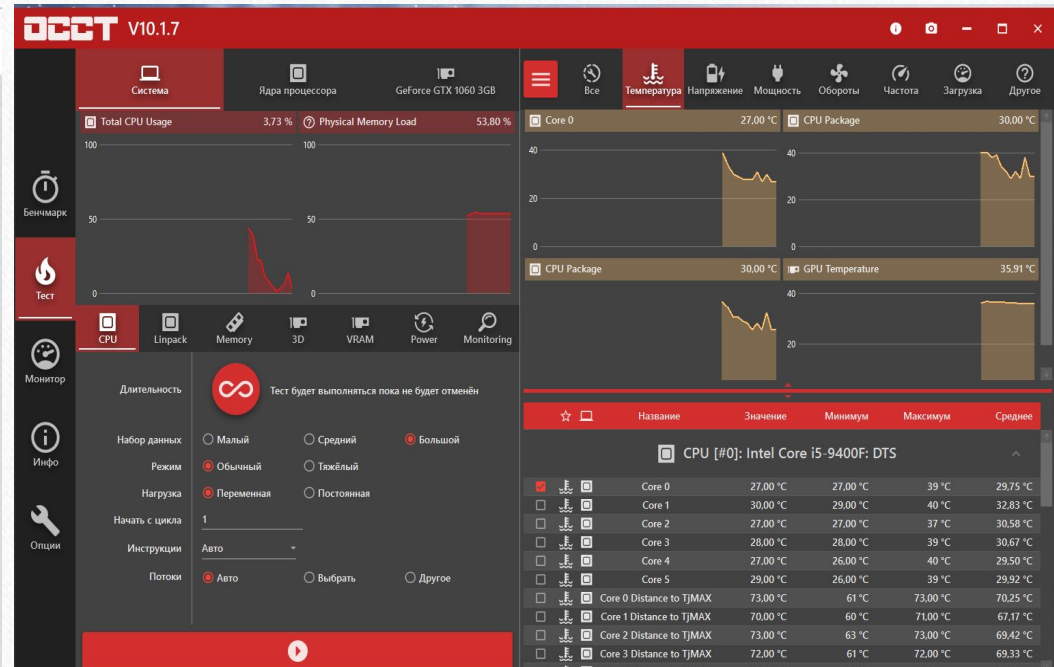 OCCT V10.1.7
Система
Ядра процессора
GeForce GTX 1060 3GB
Total CPU Usage 3,73 %
Physical Memory Load 53,80 %
100
50
0
100
50
0
Бенчмарк
Тест
Монитор
Инфо
Опции
CPU
Linpack
Memory
3D
VRAM
Power
Monitoring
Длительность
Тест будет выполняться пока не будет отменён
Набор данных Малый Средний Большой
Режим Обычный Тяжёлый
Нагрузка Переменная Постоянная
Начать с цикла 1
Инструкции Авто
Потоки Авто Выбрать Другое
Все
Температура
Напряжение
Мощность
Обороты
Частота
Загрузка
Другое
Core 0 27,00 °C
CPU Package 30,00 °C
40
20
0
40
20
0
CPU Package 30,00 °C
GPU Temperature 35,91 °C
40
20
Название Значение Минимум Максимум Среднее
CPU [#0]: Intel Core i5-9400F: DTS
Core 0 27,00 °C 27,00 °C 39 °C 29,75 °C
Core 1 30,00 °C 29,00 °C 40 °C 32,83 °C
Core 2 27,00 °C 27,00 °C 37 °C 30,58 °C
Core 3 28,00 °C 28,00 °C 39 °C 30,67 °C
Core 4 27,00 °C 26,00 °C 40 °C 29,50 °C
Core 5 29,00 °C 26,00 °C 39 °C 29,92 °C
Core 0 Distance to TjMAX 73,00 °C 61 °C 73,00 °C 70,25 °C
Core 1 Distance to TjMAX 70,00 °C 60 °C 71,00 °C 67,17 °C
Core 2 Distance to TjMAX 73,00 °C 63 °C 73,00 °C 69,42 °C
Core 3 Distance to TjMAX 72,00 °C 61 °C 72,00 °C 69,33 °C